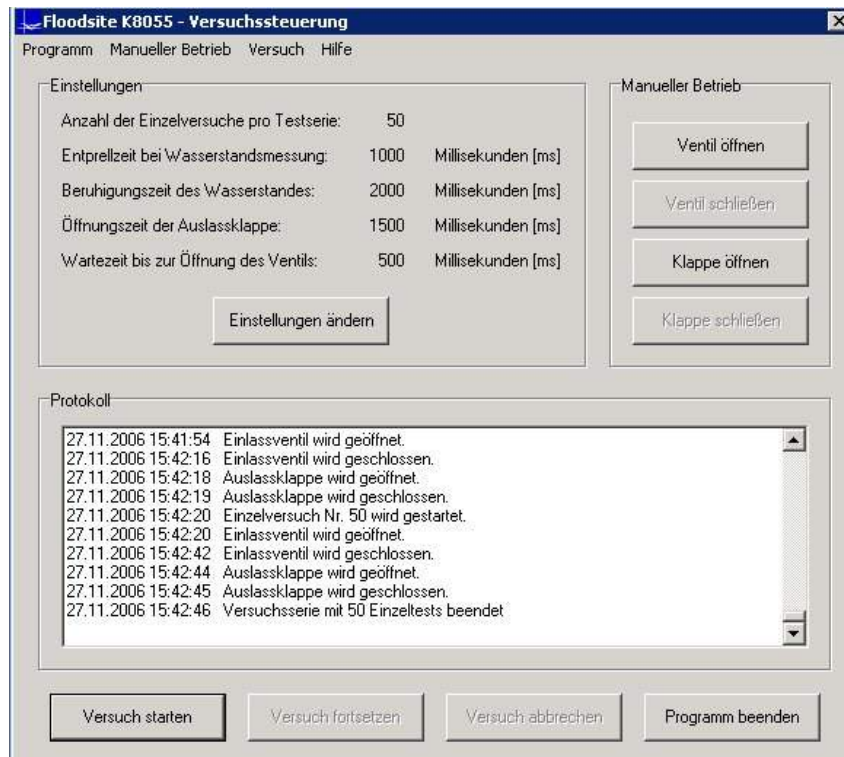 Floodsite K8055 - Versuchssteuerung
Programm Manueller Betrieb Versuch Hilfe
Einstellungen
Anzahl der Einzelversuche pro Testserie: 50
Entprellzeit bei Wasserstandsmessung: 1000 Millisekunden [ms]
Beruhigungszeit des Wasserstandes: 2000 Millisekunden [ms]
Öffnungszeit der Auslassklappe: 1500 Millisekunden [ms]
Wartezeit bis zur Öffnung des Ventils: 500 Millisekunden [ms]
Einstellungen ändern
Manueller Betrieb
Ventil öffnen
Ventil schließen
Klappe öffnen
Klappe schließen
Protokoll
27.11.2006 15:41:54 Einlassventil wird geöffnet.
27.11.2006 15:42:16 Einlassventil wird geschlossen.
27.11.2006 15:42:18 Auslassklappe wird geöffnet.
27.11.2006 15:42:19 Auslassklappe wird geschlossen.
27.11.2006 15:42:20 Einzelversuch Nr. 50 wird gestartet.
27.11.2006 15:42:20 Einlassventil wird geöffnet.
27.11.2006 15:42:42 Einlassventil wird geschlossen.
27.11.2006 15:42:44 Auslassklappe wird geöffnet.
27.11.2006 15:42:45 Auslassklappe wird geschlossen.
27.11.2006 15:42:46 Versuchsserie mit 50 Einzeltests beendet
Versuch starten
Versuch fortsetzen
Versuch abbrechen
Programm beenden